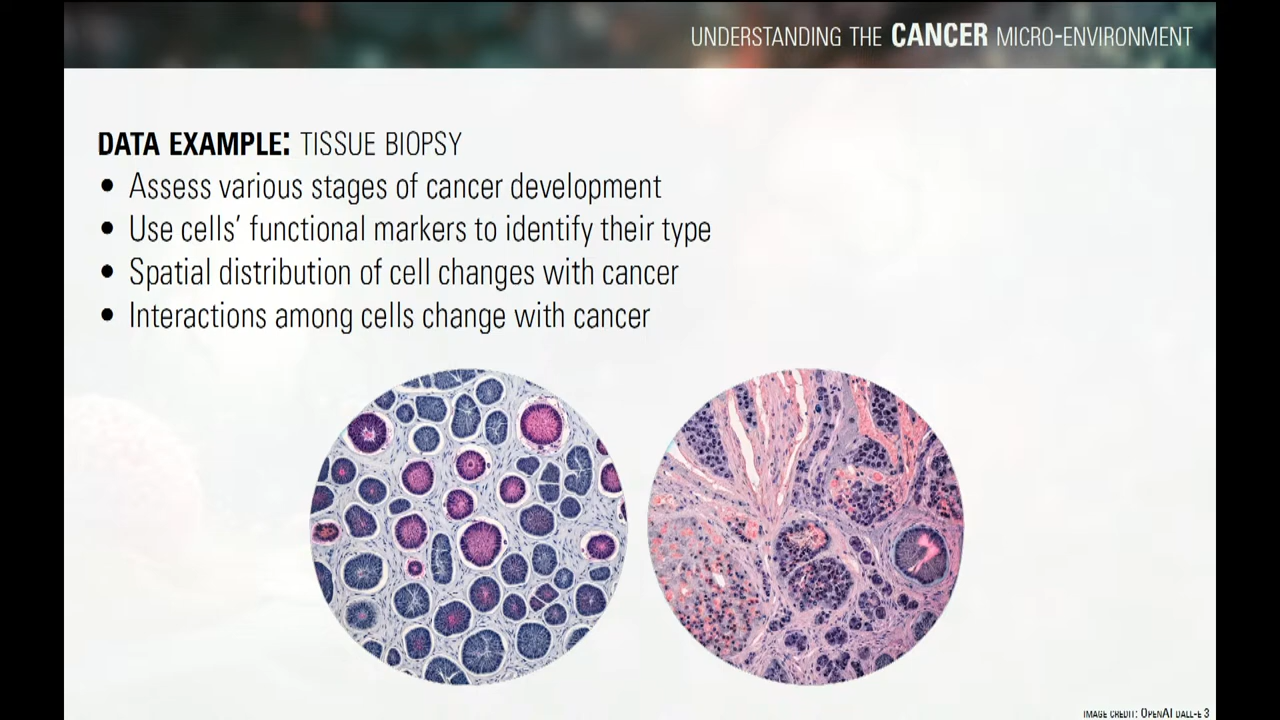 UNDERSTANDING THE CANCER MICRO-ENVIRONMENT
DATA EXAMPLE: TISSUE BIOPSY
• Assess various stages of cancer development
• Use cells' functional markers to identify their type
• Spatial distribution of cell changes with cancer
• Interactions among cells change with cancer
IMAGE CREDIT: OPENAI DALL-E 3